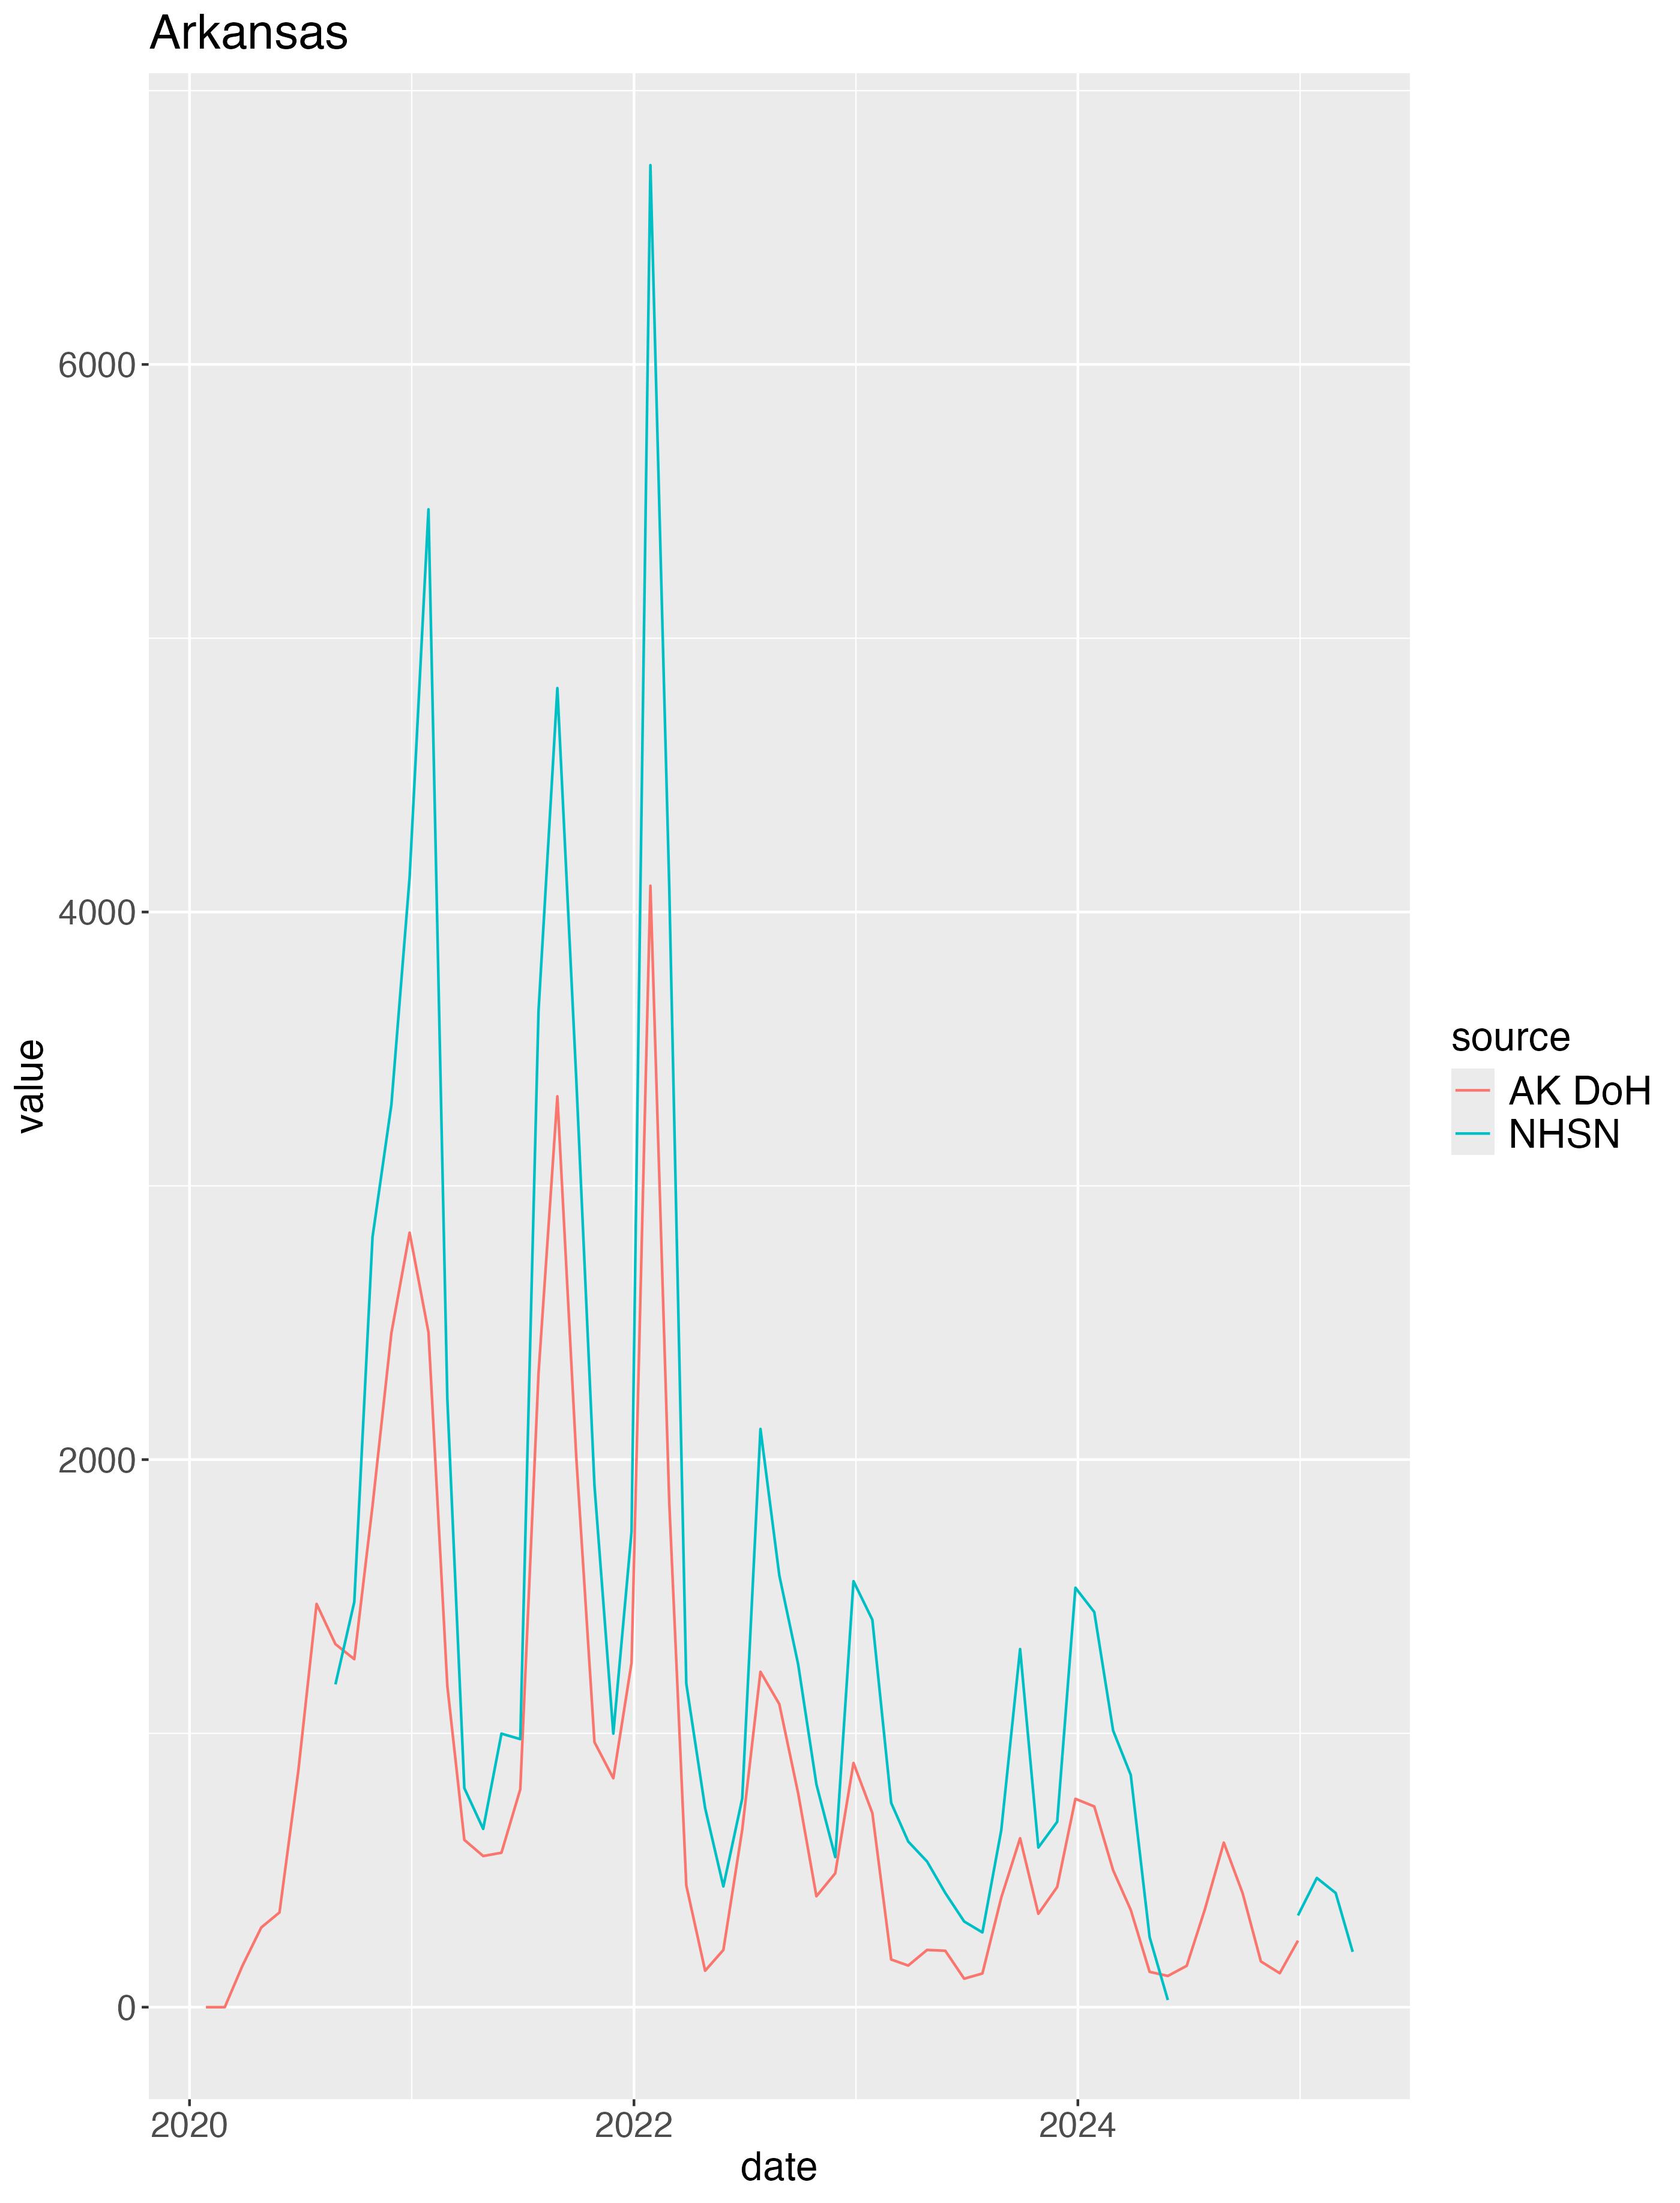 Arkansas
value
6000
4000
2000
0
2020
2022
2024
date
source
AK DoH
NHSN